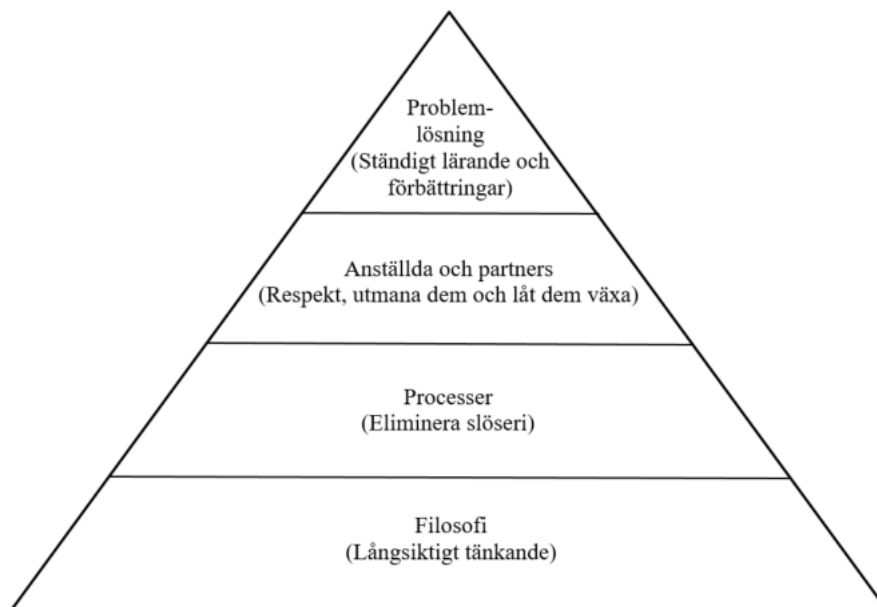 Problem-
lösning
(Ständigt lärande och
förbättringar)
Anställda och partners
(Respekt, utmana dem och låt dem växa)
Processer
(Eliminera slöseri)
Filosofi
(Långsiktigt tänkande)